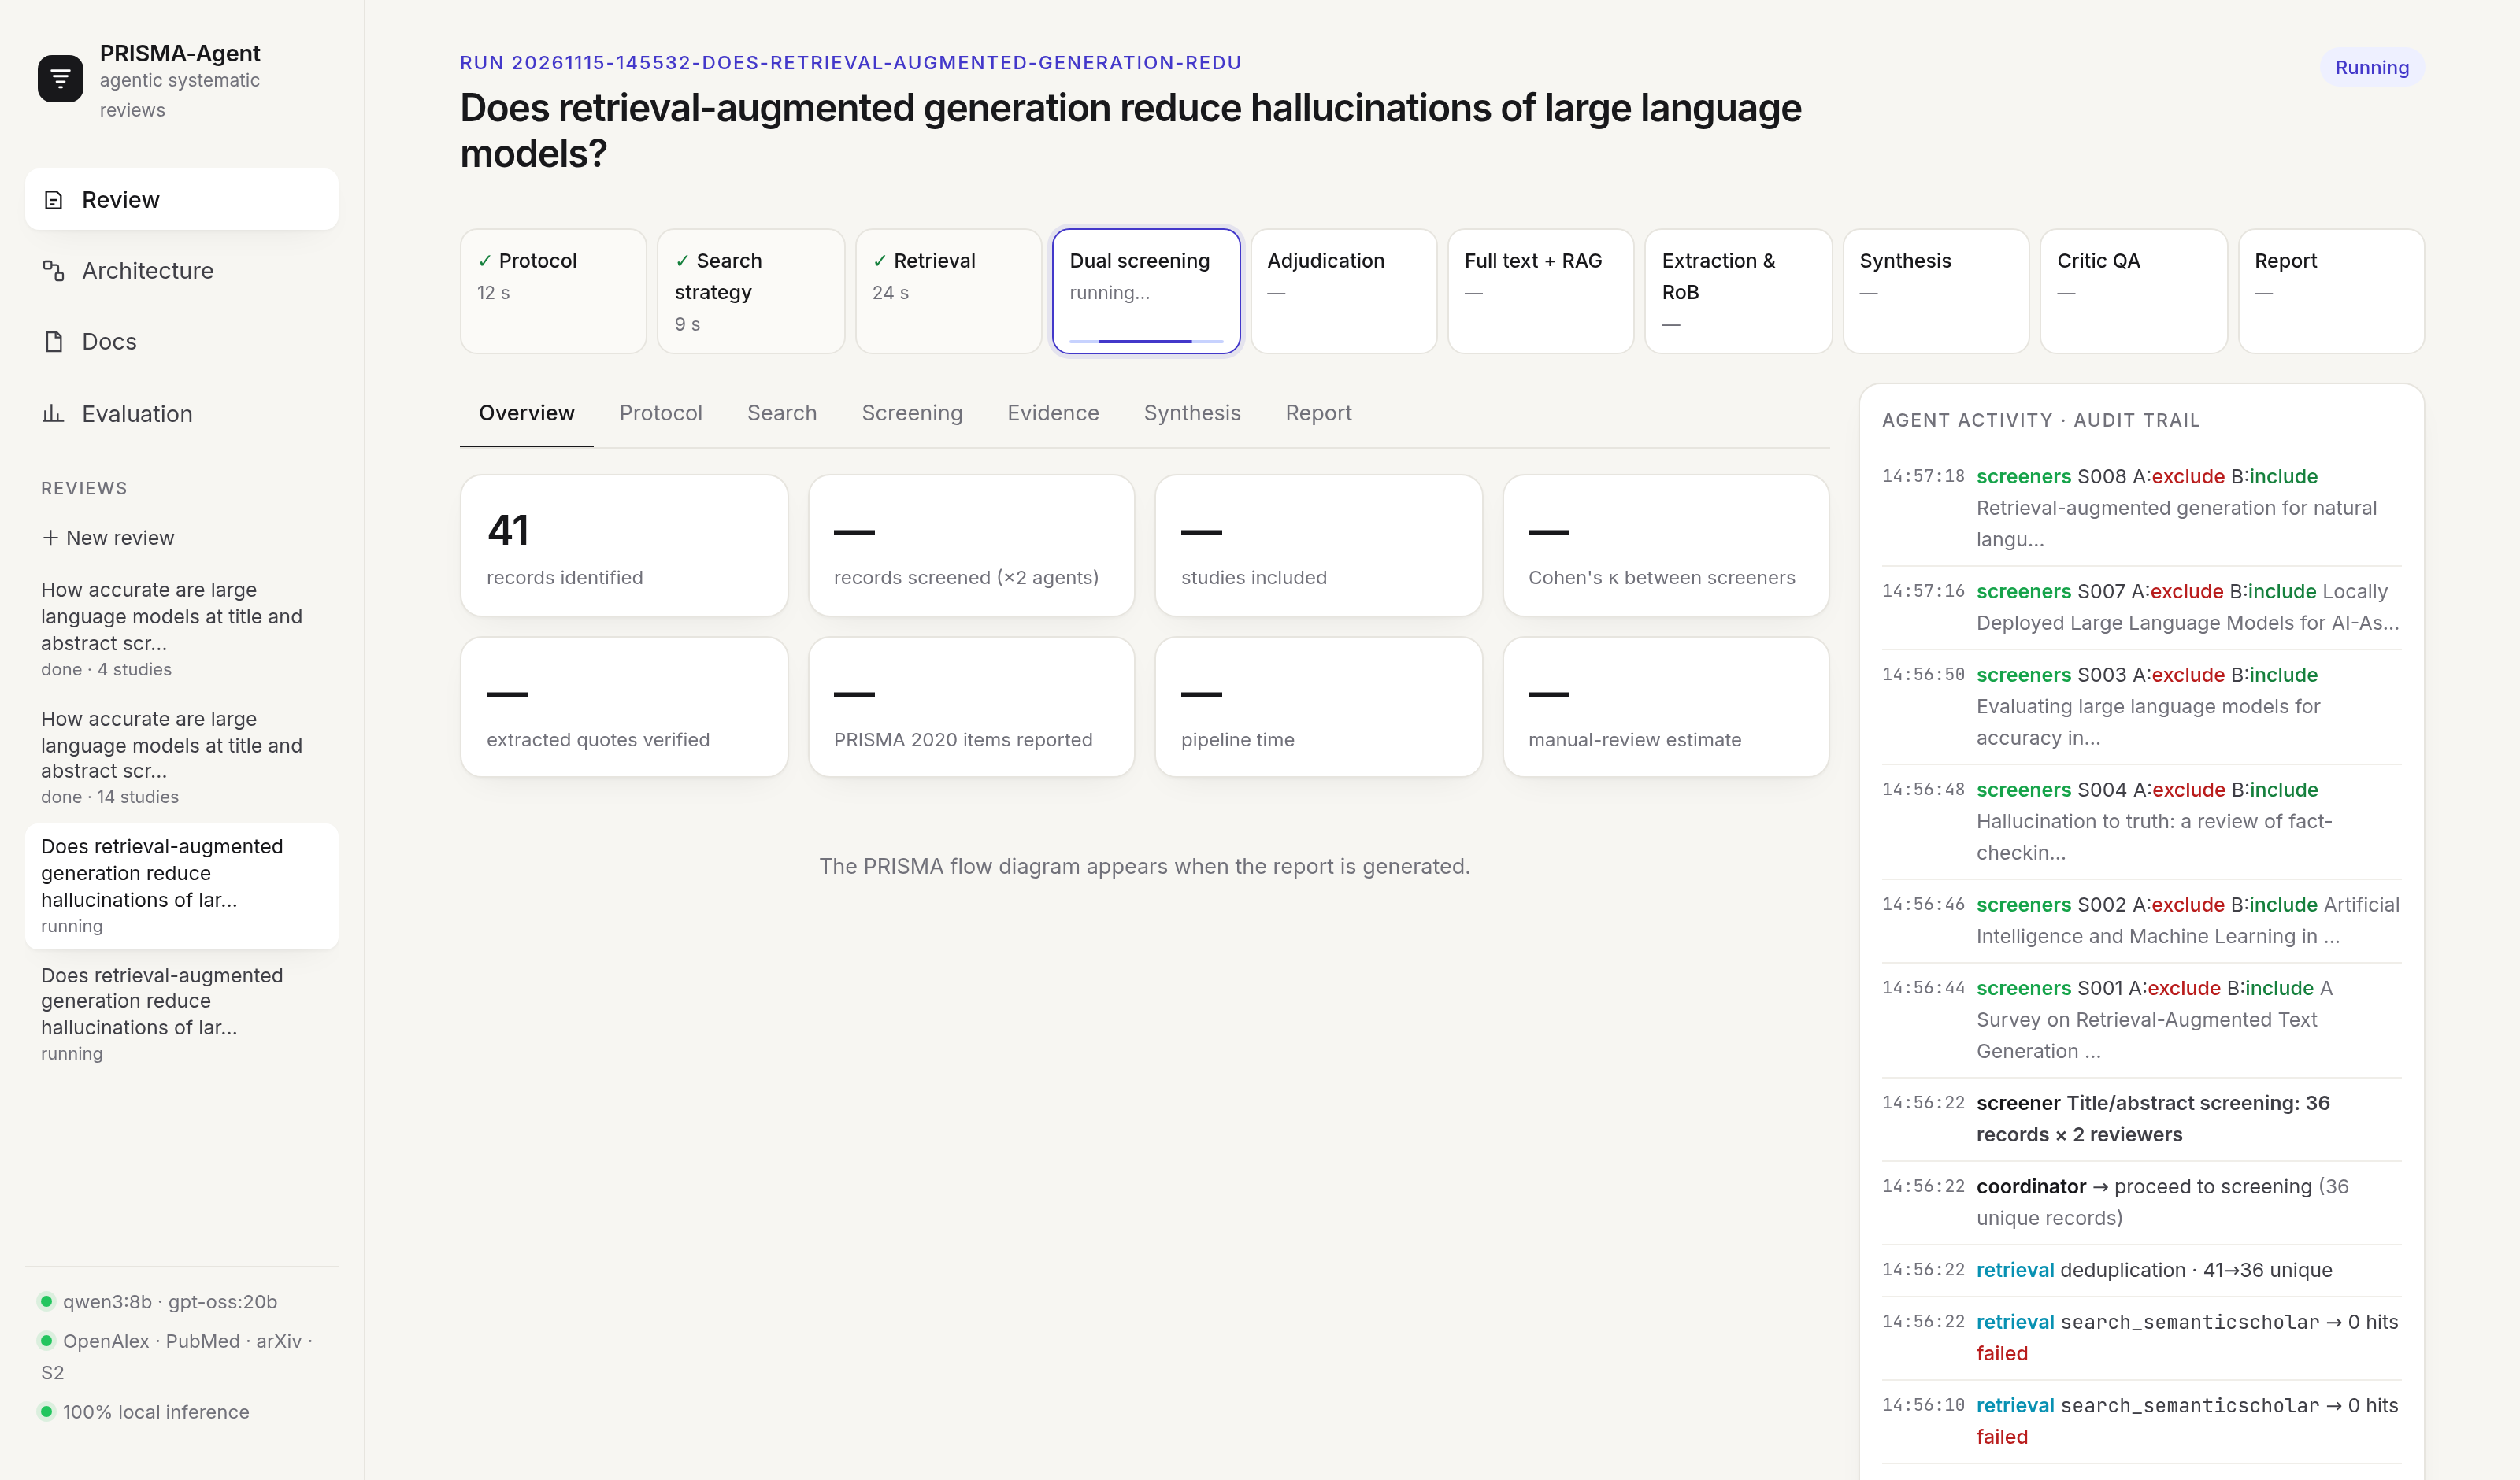 PRISMA-Agent
agentic systematic
reviews
Review
Architecture
Docs
Evaluation
REVIEWS
+ New review
How accurate are large
language models at title and
abstract scr...
done · 4 studies
How accurate are large
language models at title and
abstract scr...
done · 14 studies
Does retrieval-augmented
generation reduce
hallucinations of lar...
running
Does retrieval-augmented
generation reduce
hallucinations of lar...
running
qwen3:8b · gpt-oss:20b
OpenAlex · PubMed · arXiv ·
S2
100% local inference
RUN 20261115-145532-DOES-RETRIEVAL-AUGMENTED-GENERATION-REDU
Running
Does retrieval-augmented generation reduce hallucinations of large language
models?
✓ Protocol
12 s
✓ Search
strategy
9 s
✓ Retrieval
24 s
Dual screening
running...
Adjudication
—
Full text + RAG
—
Extraction &
RoB
—
Synthesis
—
Critic QA
—
Report
—
Overview Protocol Search Screening Evidence Synthesis Report
41
records identified
—
records screened (×2 agents)
—
studies included
—
Cohen's κ between screeners
—
extracted quotes verified
—
PRISMA 2020 items reported
—
pipeline time
—
manual-review estimate
The PRISMA flow diagram appears when the report is generated.
AGENT ACTIVITY · AUDIT TRAIL
14:57:18 screeners S008 A:exclude B:include
Retrieval-augmented generation for natural
langu...
14:57:16 screeners S007 A:exclude B:include Locally
Deployed Large Language Models for AI-As...
14:56:50 screeners S003 A:exclude B:include
Evaluating large language models for
accuracy in...
14:56:48 screeners S004 A:exclude B:include
Hallucination to truth: a review of fact-
checkin...
14:56:46 screeners S002 A:exclude B:include Artificial
Intelligence and Machine Learning in ...
14:56:44 screeners S001 A:exclude B:include A
Survey on Retrieval-Augmented Text
Generation ...
14:56:22 screener Title/abstract screening: 36
records × 2 reviewers
14:56:22 coordinator → proceed to screening (36
unique records)
14:56:22 retrieval deduplication · 41→36 unique
14:56:22 retrieval search_semanticscholar → 0 hits
failed
14:56:10 retrieval search_semanticscholar → 0 hits
failed